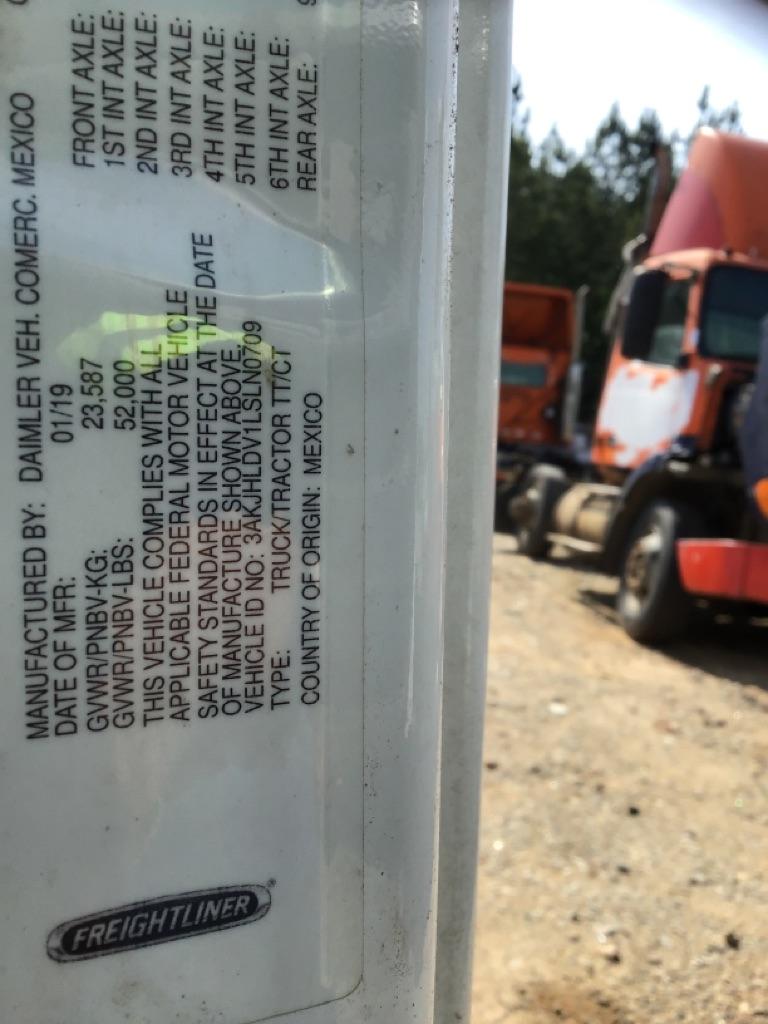 MANUFACTURED BY: DAIMLER VEH. COMERC. MEXICO
DATE OF MFR: 01/19
GVWR/PNBV-KG: 23,587
GVWR/PNBV-LBS: 52,000
THIS VEHICLE COMPLIES WITH ALL
APPLICABLE FEDERAL MOTOR VEHICLE
SAFETY STANDARDS IN EFFECT AT THE DATE
OF MANUFACTURE SHOWN ABOVE.
VEHICLE ID NO: 3AKJHLDV1LSLN0709
TYPE: TRUCK/TRACTOR TT/CT
COUNTRY OF ORIGIN: MEXICO
FRONT AXLE:
1ST INT AXLE:
2ND INT AXLE:
3RD INT AXLE:
4TH INT AXLE:
5TH INT AXLE:
6TH INT AXLE:
REAR AXLE:
FREIGHTLINER®